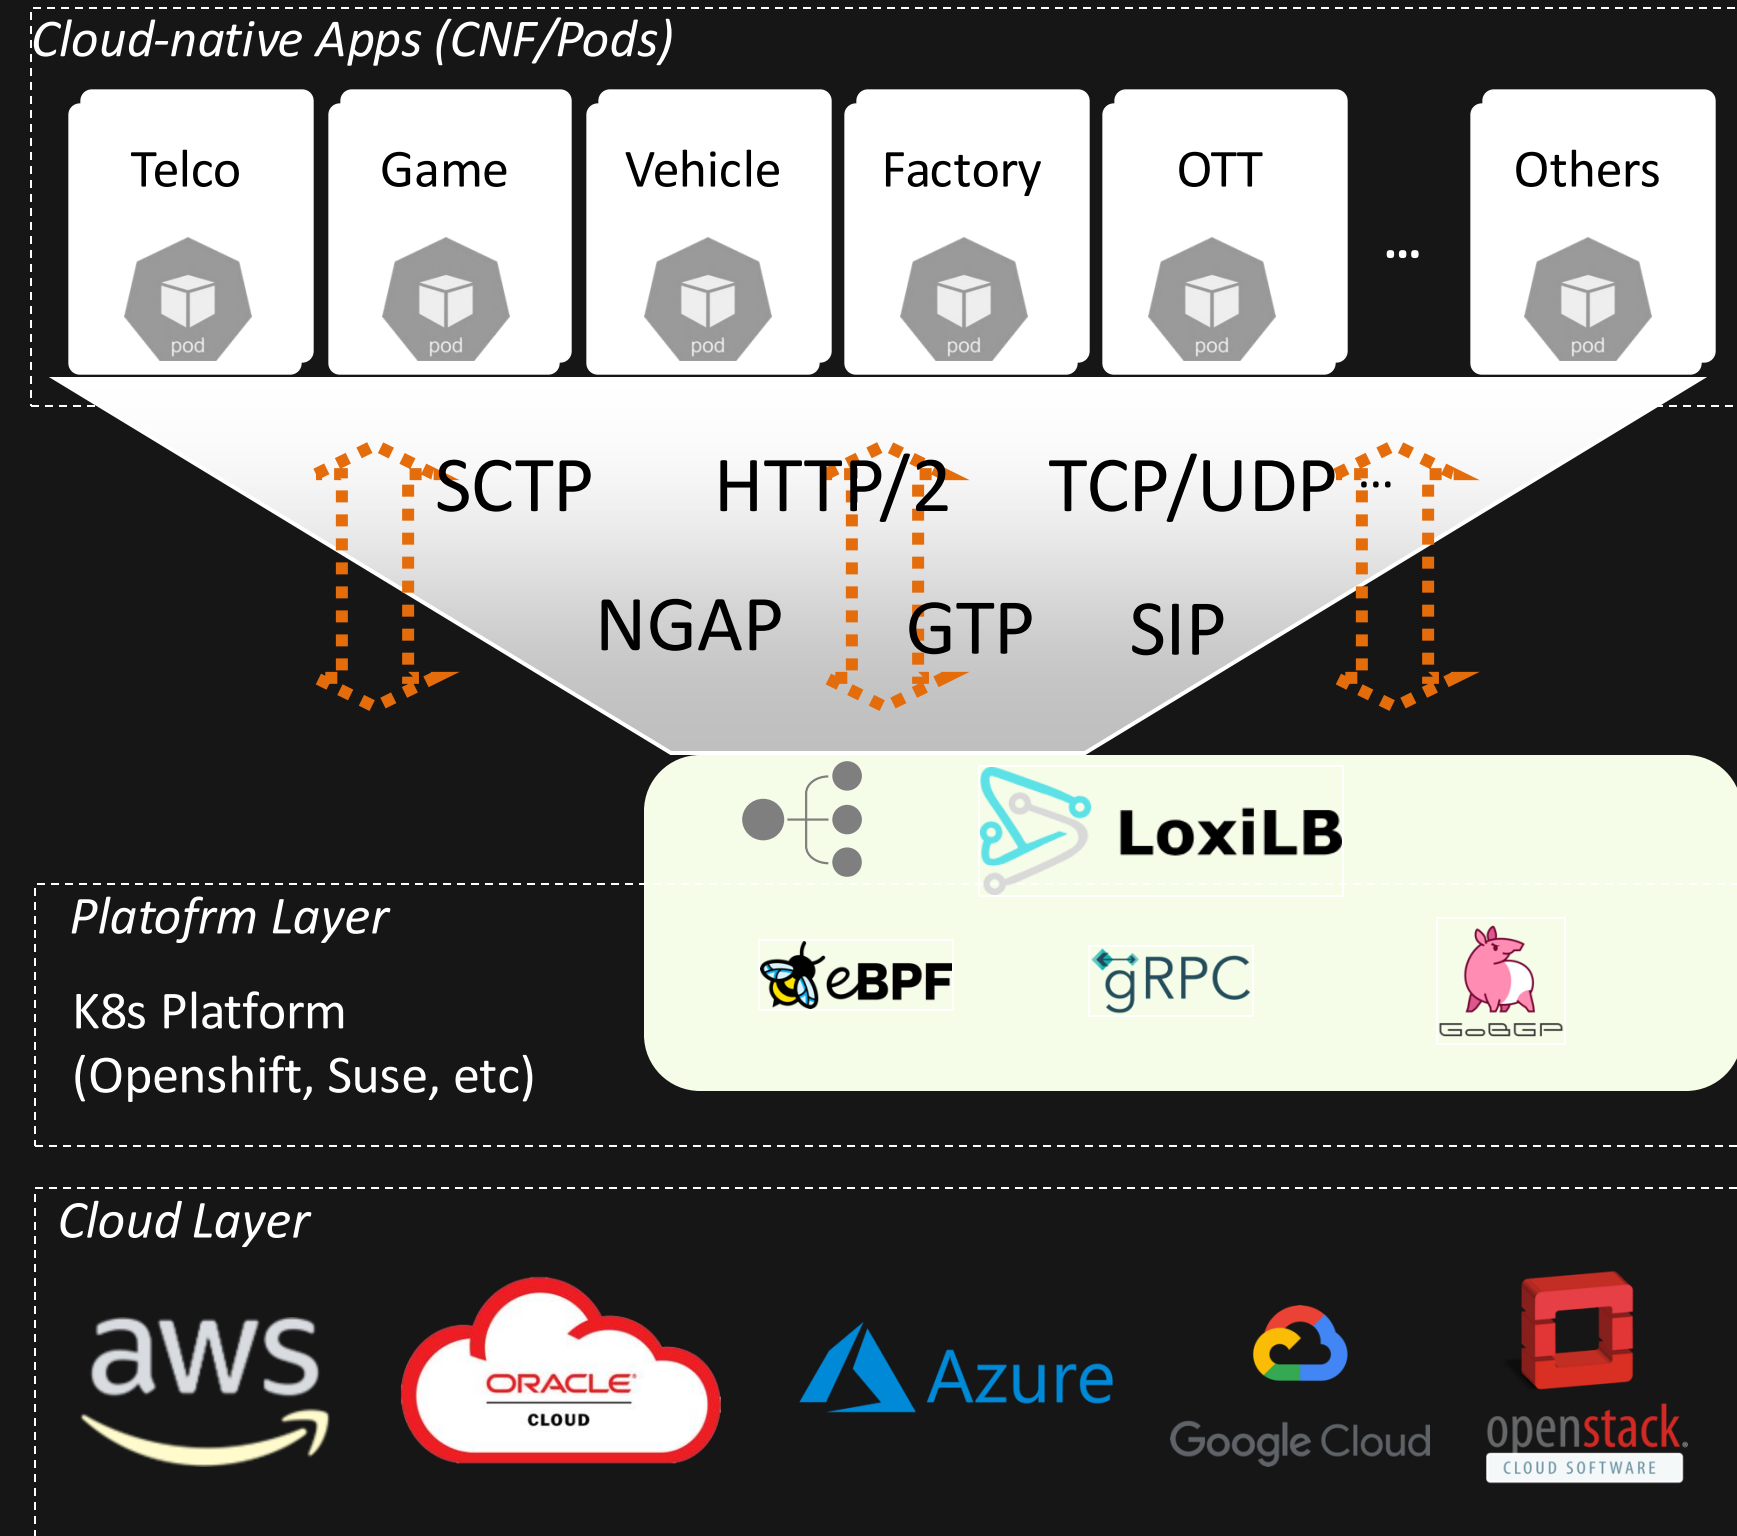 Cloud-native Apps (CNF/Pods)
Telco
Game
Vehicle
Factory
OTT
...
Others
pod
pod
pod
pod
pod
pod
SCTP
HTTP/2
TCP/UDP ...
NGAP
GTP
SIP
LoxiLB
Platofrm Layer
eBPF
gRPC
GoBGP
K8s Platform
(Openshift, Suse, etc)
Cloud Layer
aws
ORACLE
CLOUD
Azure
Google Cloud
openstack.
CLOUD SOFTWARE